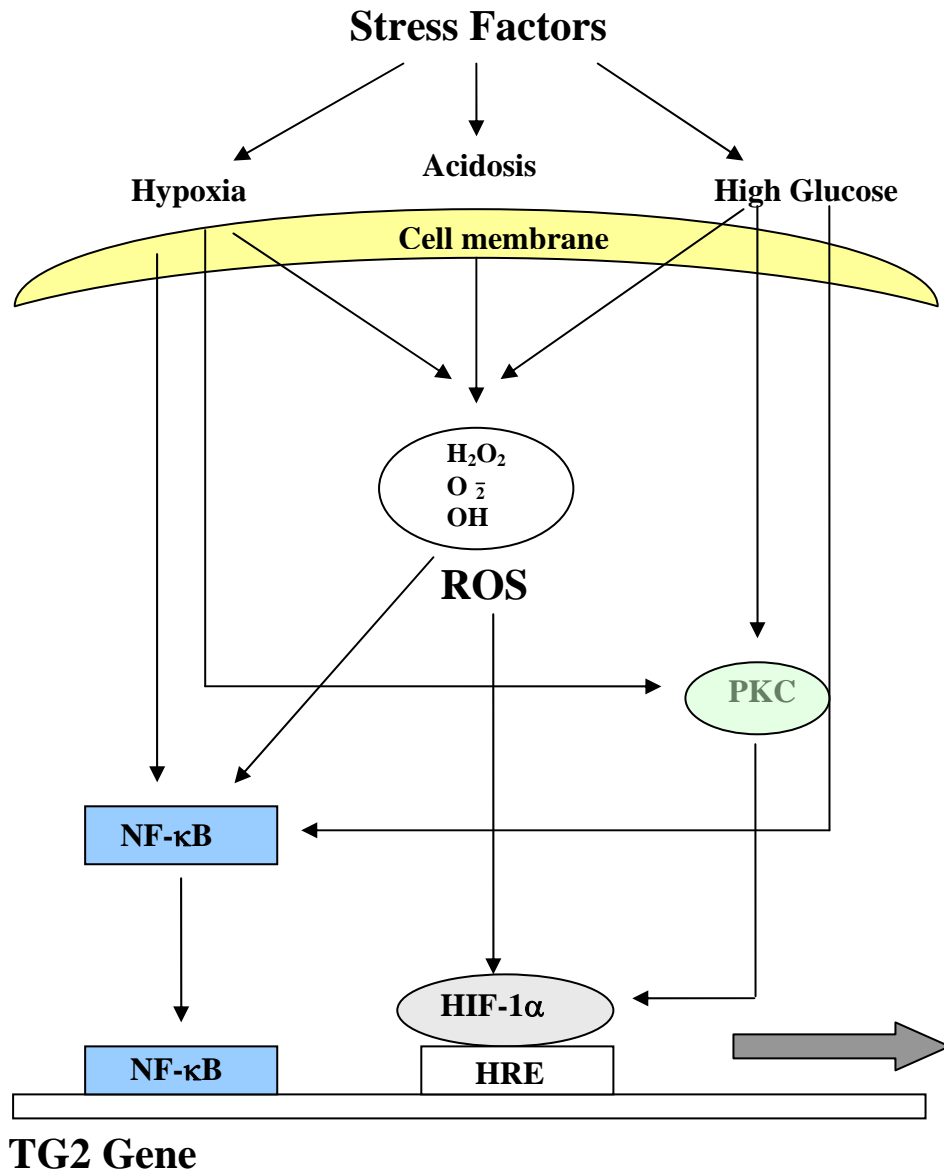 Stress Factors
Acidosis
Hypoxia
High Glucose
Cell membrane
H₂O₂
O ₂̄
OH
ROS
PKC
NF-κB
HIF-1α
NF-κB
HRE
TG2 Gene